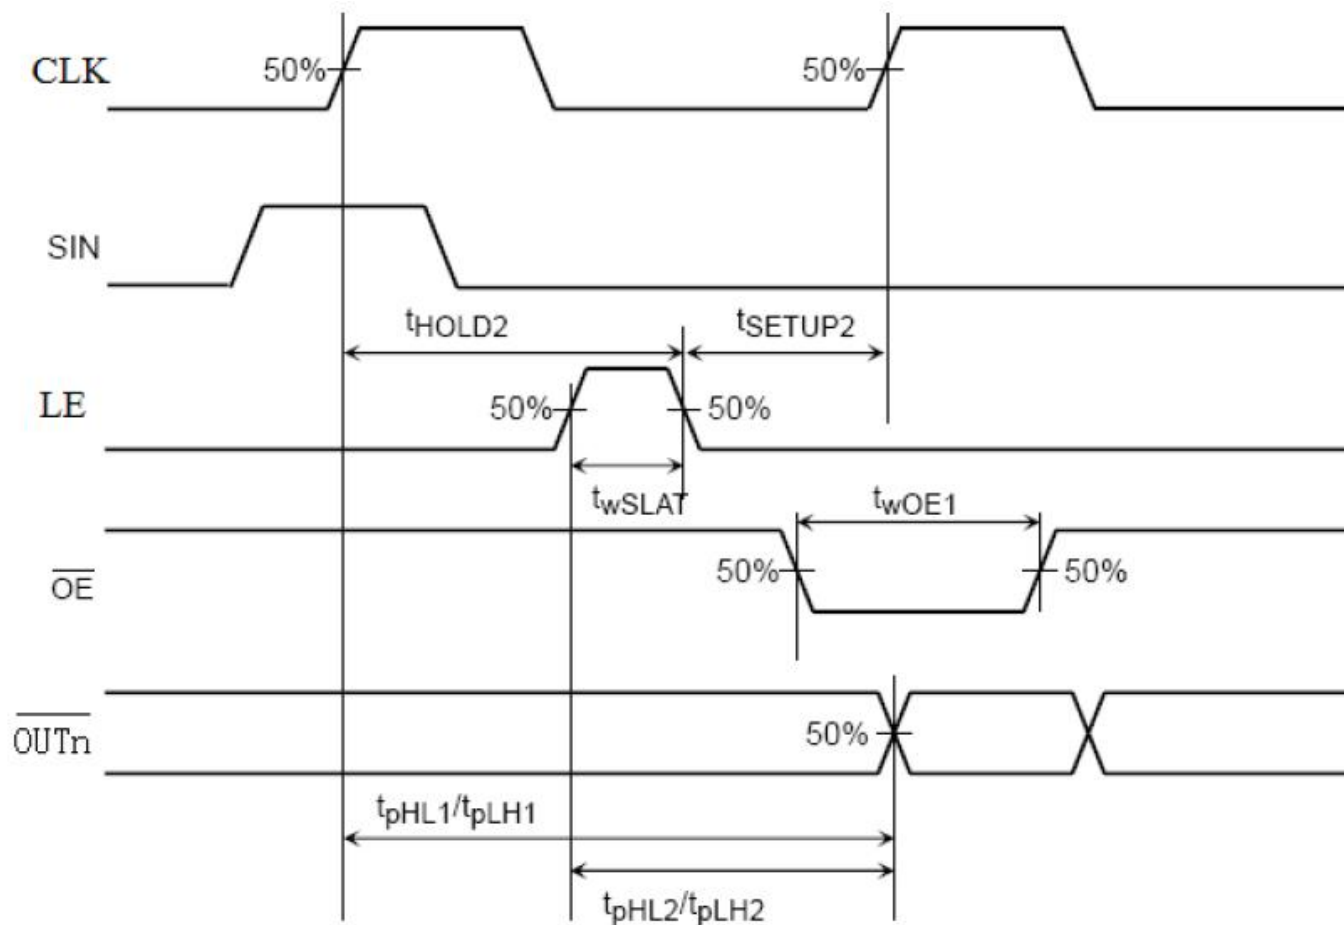 CLK
50%
50%
SIN
tHOLD2
tSETUP2
LE
50%
50%
twSLAT
twOE1
OE
50%
50%
OUTn
50%
tpHL1/tpLH1
tpHL2/tpLH2